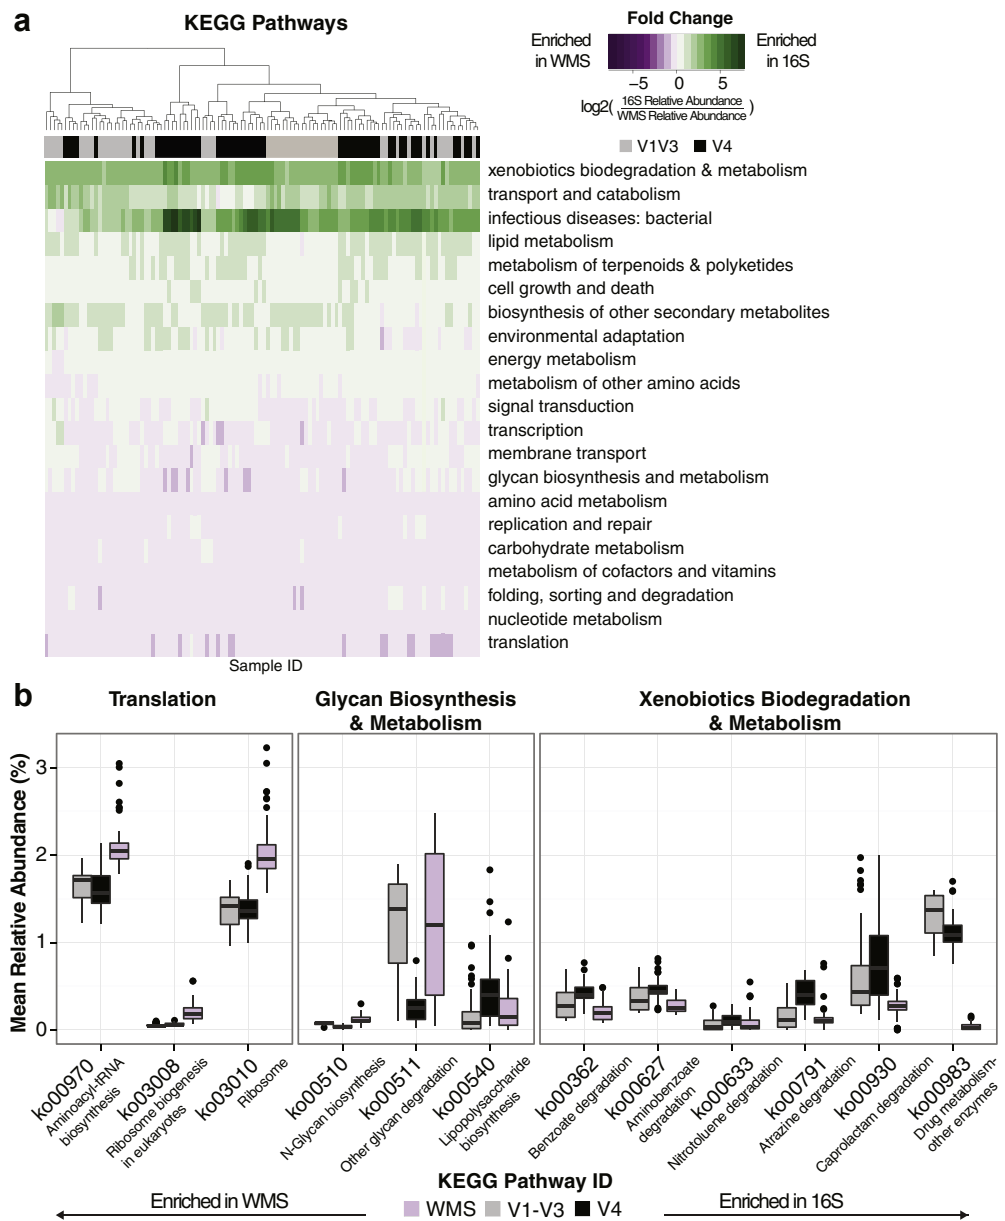 a
KEGG Pathways
Fold Change
Enriched in WMS
Enriched in 16S
−5 0 5
log2( 16S Relative Abundance / WMS Relative Abundance )
V1V3 V4
xenobiotics biodegradation & metabolism
transport and catabolism
infectious diseases: bacterial
lipid metabolism
metabolism of terpenoids & polyketides
cell growth and death
biosynthesis of other secondary metabolites
environmental adaptation
energy metabolism
metabolism of other amino acids
signal transduction
transcription
membrane transport
glycan biosynthesis and metabolism
amino acid metabolism
replication and repair
carbohydrate metabolism
metabolism of cofactors and vitamins
folding, sorting and degradation
nucleotide metabolism
translation
Sample ID
b
Translation
Glycan Biosynthesis
& Metabolism
Xenobiotics Biodegradation
& Metabolism
Mean Relative Abundance (%)
3
2
1
0
ko00970
Aminoacyl-tRNA
biosynthesis
ko03008
Ribosome biogenesis
in eukaryotes
ko03010
Ribosome
ko00510
N-Glycan biosynthesis
ko00511
Other glycan degradation
ko00540
Lipopolysaccharide
biosynthesis
ko00362
Benzoate degradation
ko00627
Aminobenzoate
degradation
ko00633
Nitrotoluene degradation
ko00791
Atrazine degradation
ko00930
Caprolactam degradation
ko00983
Drug metabolism-
other enzymes
KEGG Pathway ID
Enriched in WMS
WMS V1-V3 V4
Enriched in 16S